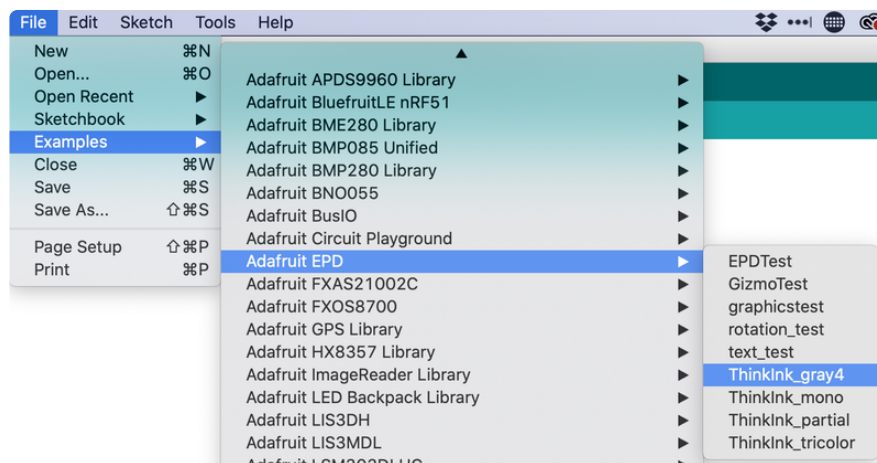 File Edit Sketch Tools Help
New ⌘N
Open... ⌘O
Open Recent ▶
Sketchbook ▶
Examples ▶
Close ⌘W
Save ⌘S
Save As... ⇧⌘S
Page Setup ⇧⌘P
Print ⌘P
▲
Adafruit APDS9960 Library ▶
Adafruit BluefruitLE nRF51 ▶
Adafruit BME280 Library ▶
Adafruit BMP085 Unified ▶
Adafruit BMP280 Library ▶
Adafruit BNO055 ▶
Adafruit BusIO ▶
Adafruit Circuit Playground ▶
Adafruit EPD ▶
Adafruit FXAS21002C ▶
Adafruit FXOS8700 ▶
Adafruit GPS Library ▶
Adafruit HX8357 Library ▶
Adafruit ImageReader Library ▶
Adafruit LED Backpack Library ▶
Adafruit LIS3DH ▶
Adafruit LIS3MDL ▶
EPDTest
GizmoTest
graphicstest
rotation_test
text_test
ThinkInk_gray4
ThinkInk_mono
ThinkInk_partial
ThinkInk_tricolor